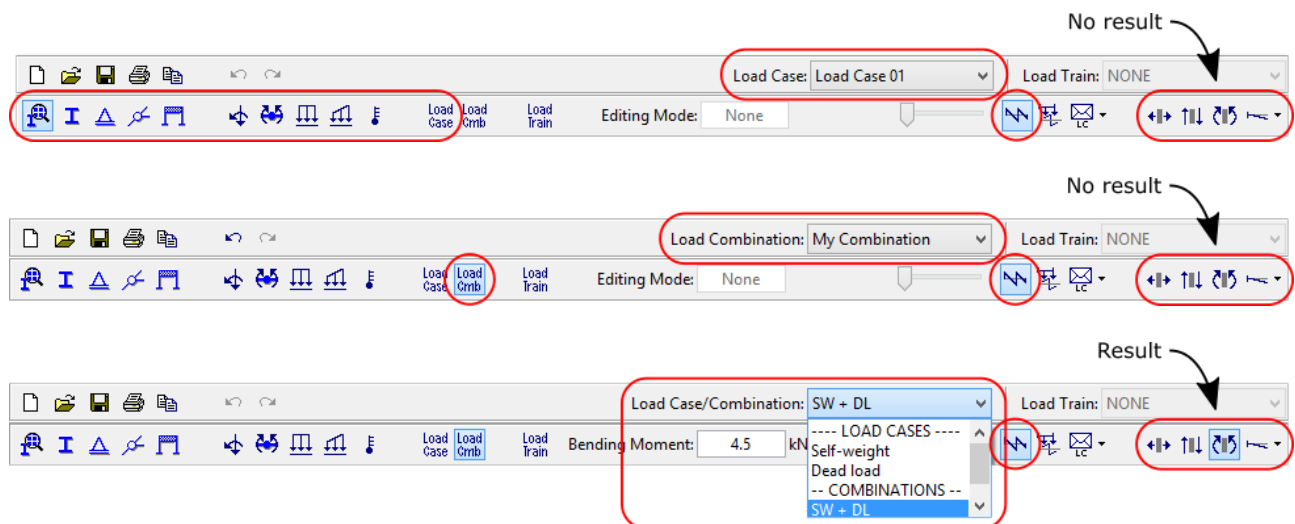 No result
Load Case: Load Case 01 Load Train: NONE
Load Case Load Cmb Load Train Editing Mode: None LC
No result
Load Combination: My Combination Load Train: NONE
Load Case Load Cmb Load Train Editing Mode: None LC
Result
Load Case/Combination: SW + DL Load Train: NONE
Load Case Load Cmb Load Train Bending Moment: 4.5 kN LC
---- LOAD CASES ----
Self-weight
Dead load
-- COMBINATIONS --
SW + DL